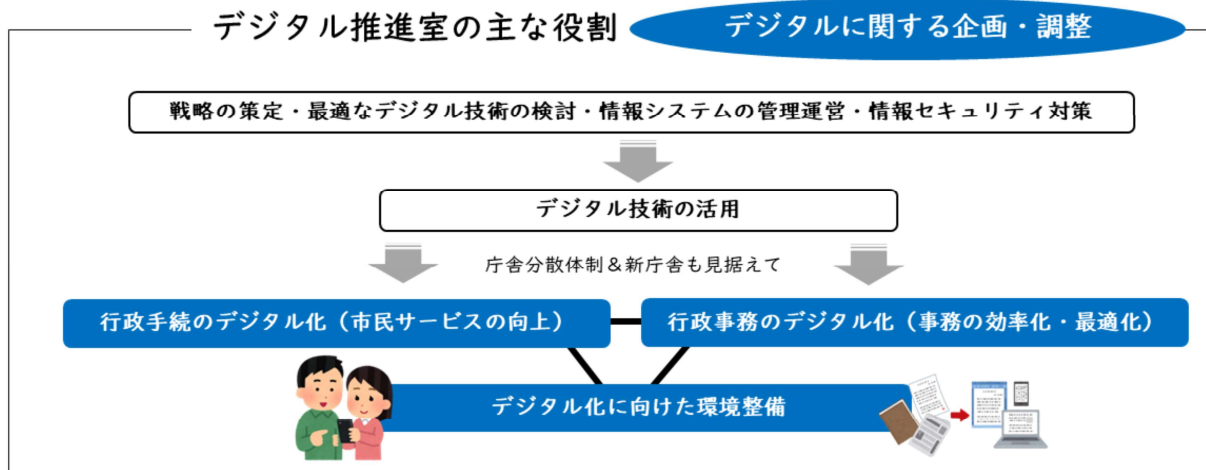 デジタル推進室の主な役割
デジタルに関する企画・調整
戦略の策定・最適なデジタル技術の検討・情報システムの管理運営・情報セキュリティ対策
デジタル技術の活用
庁舎分散体制＆新庁舎も見据えて
行政手続のデジタル化（市民サービスの向上）
行政事務のデジタル化（事務の効率化・最適化）
デジタル化に向けた環境整備